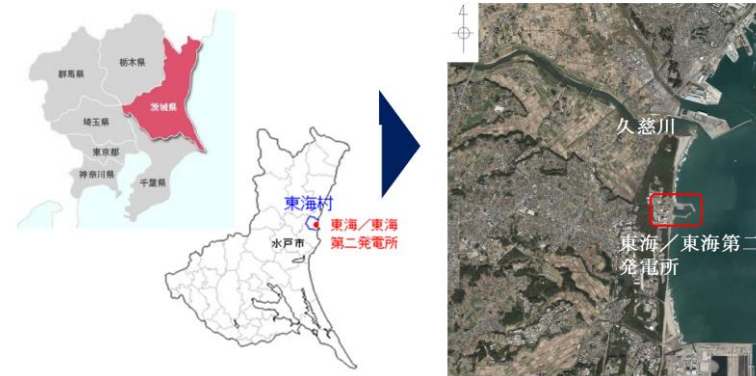 群馬県
栃木県
茨城県
埼玉県
東京都
神奈川県
千葉県
東海村
水戸市
東海／東海
第二発電所
4
久慈川
東海／東海第二
発電所